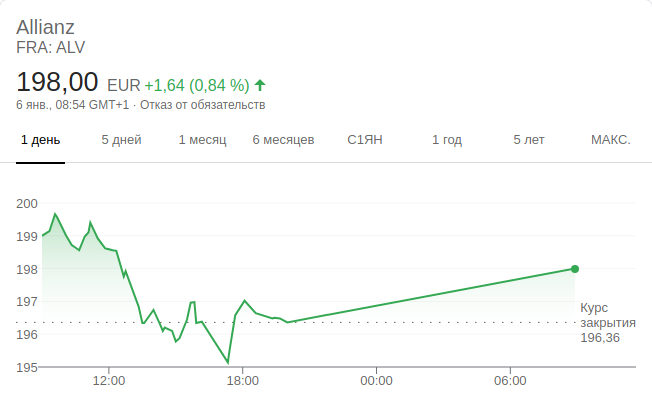 Allianz
FRA: ALV
198,00 EUR +1,64 (0,84 %)
6 янв., 08:54 GMT+1 · Отказ от обязательств
1 день 5 дней 1 месяц 6 месяцев С1ЯН 1 год 5 лет МАКС.
200
199
198
197
196
195
Курс
закрытия
196,36
12:00 18:00 00:00 06:00